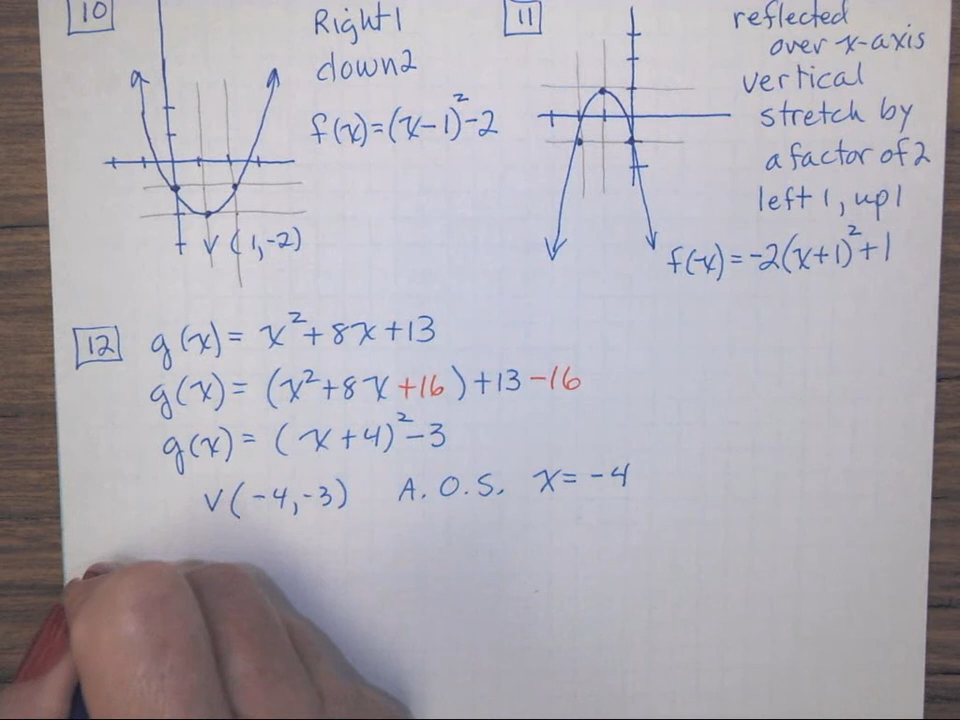 10
Right 1
down 2
f(x) = (x-1)² - 2
V (1, -2)
11
reflected
over x-axis
vertical
stretch by
a factor of 2
left 1, up 1
f(x) = -2(x+1)² + 1
12 g(x) = x² + 8x + 13
g(x) = (x² + 8x + 16) + 13 - 16
g(x) = (x + 4)² - 3
V(-4, -3) A. O. S. x = -4